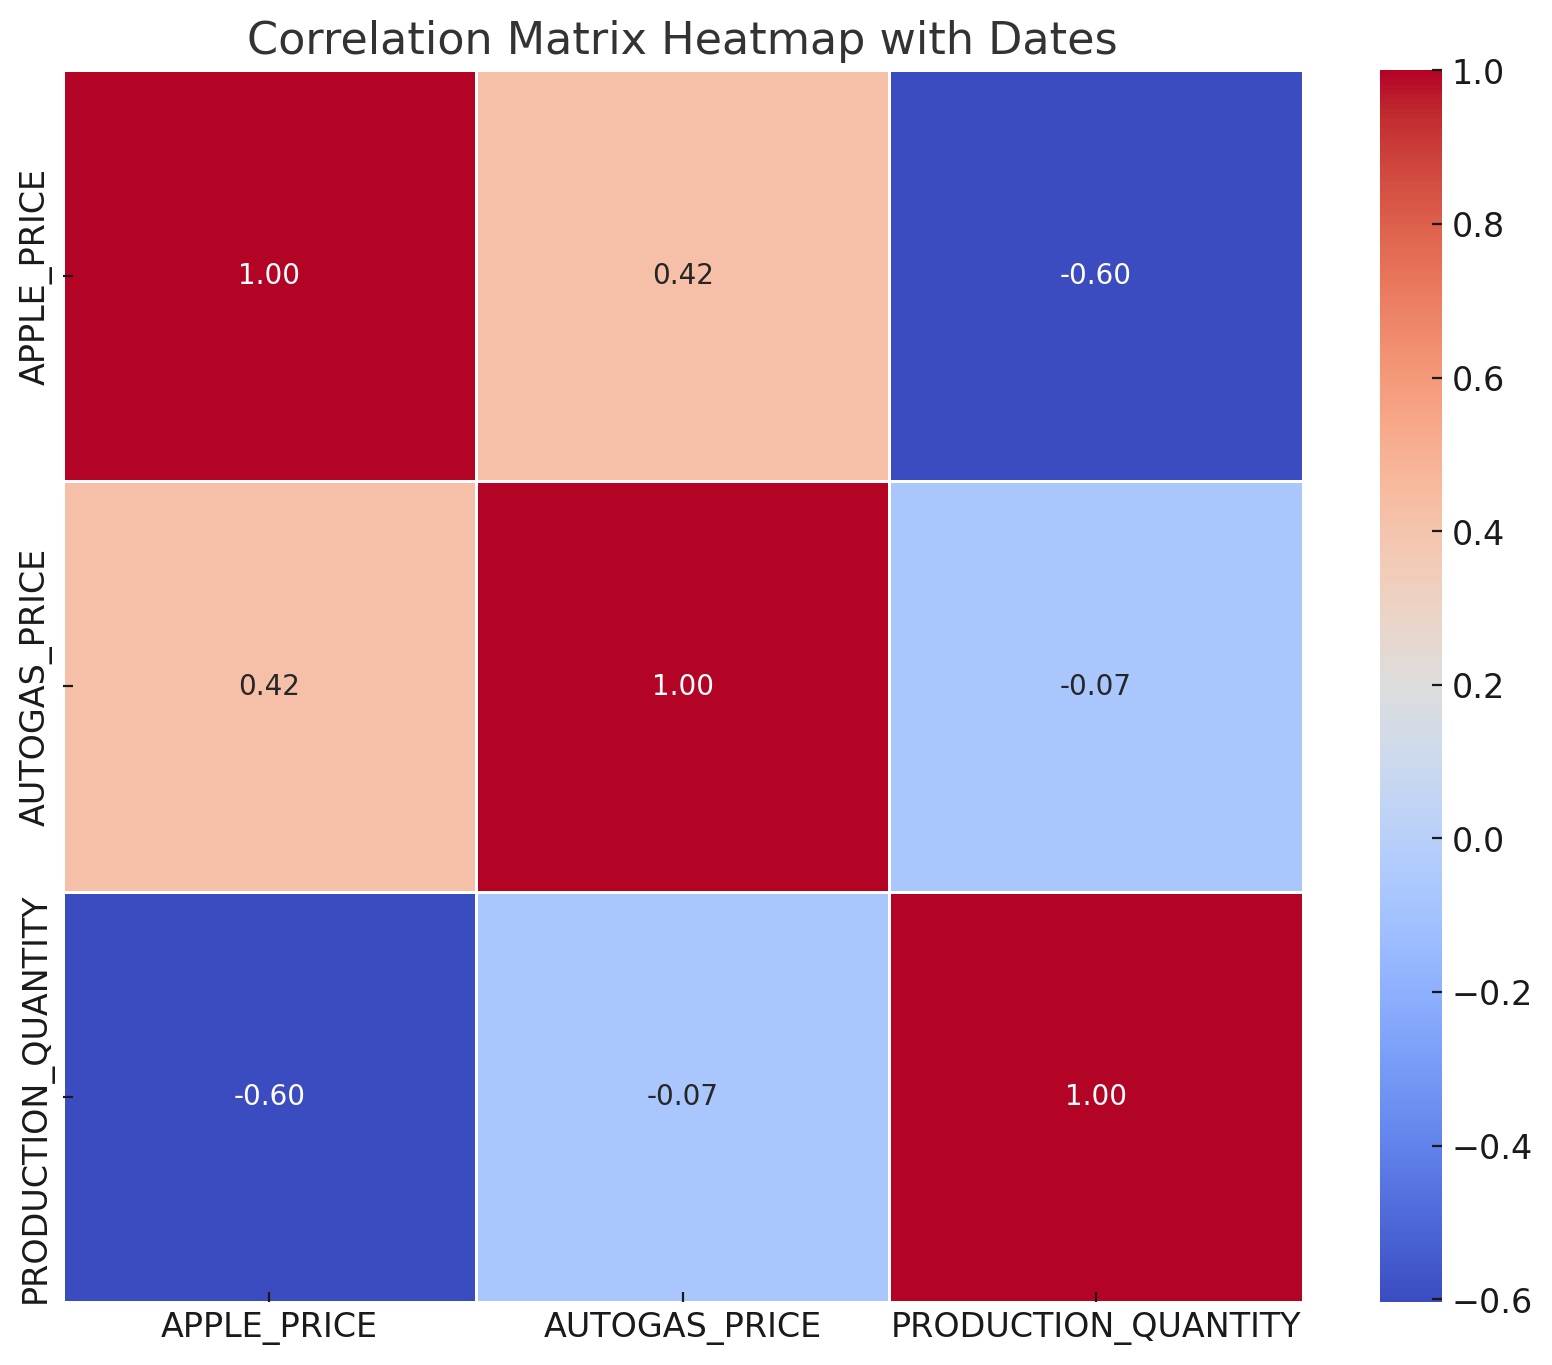 Correlation Matrix Heatmap with Dates
APPLE_PRICE
1.00
0.42
-0.60
AUTOGAS_PRICE
0.42
1.00
-0.07
PRODUCTION_QUANTITY
-0.60
-0.07
1.00
APPLE_PRICE
AUTOGAS_PRICE
PRODUCTION_QUANTITY
1.0
0.8
0.6
0.4
0.2
0.0
−0.2
−0.4
−0.6